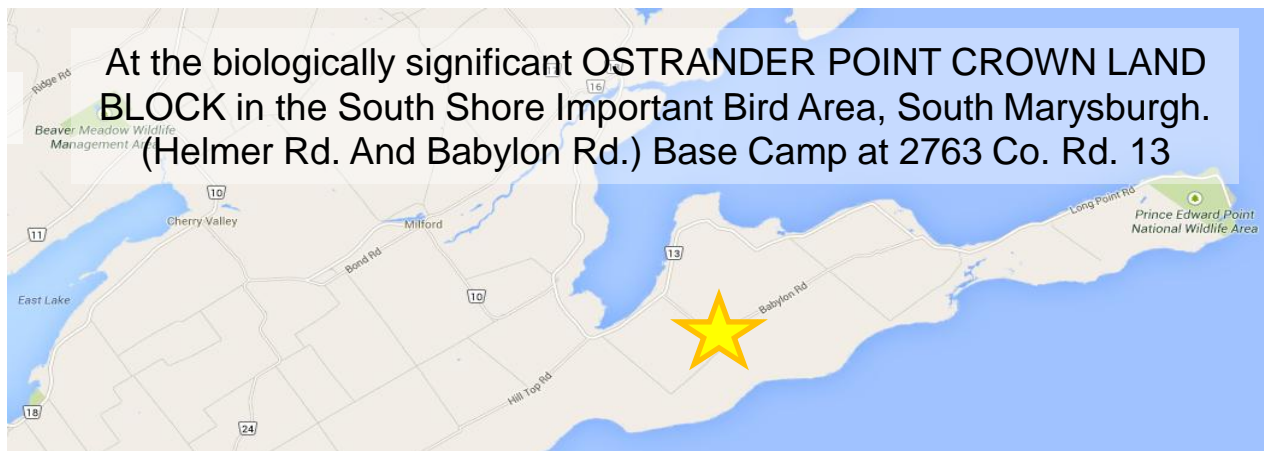 At the biologically significant OSTRANDER POINT CROWN LAND
BLOCK in the South Shore Important Bird Area, South Marysburgh.
(Helmer Rd. And Babylon Rd.) Base Camp at 2763 Co. Rd. 13
Ridge Rd
16
Beaver Meadow Wildlife
Management Area
10
Cherry Valley
Milford
11
Long Point Rd
Prince Edward Point
National Wildlife Area
13
Bond Rd
East Lake
10
Babylon Rd
Hill Top Rd
18
24